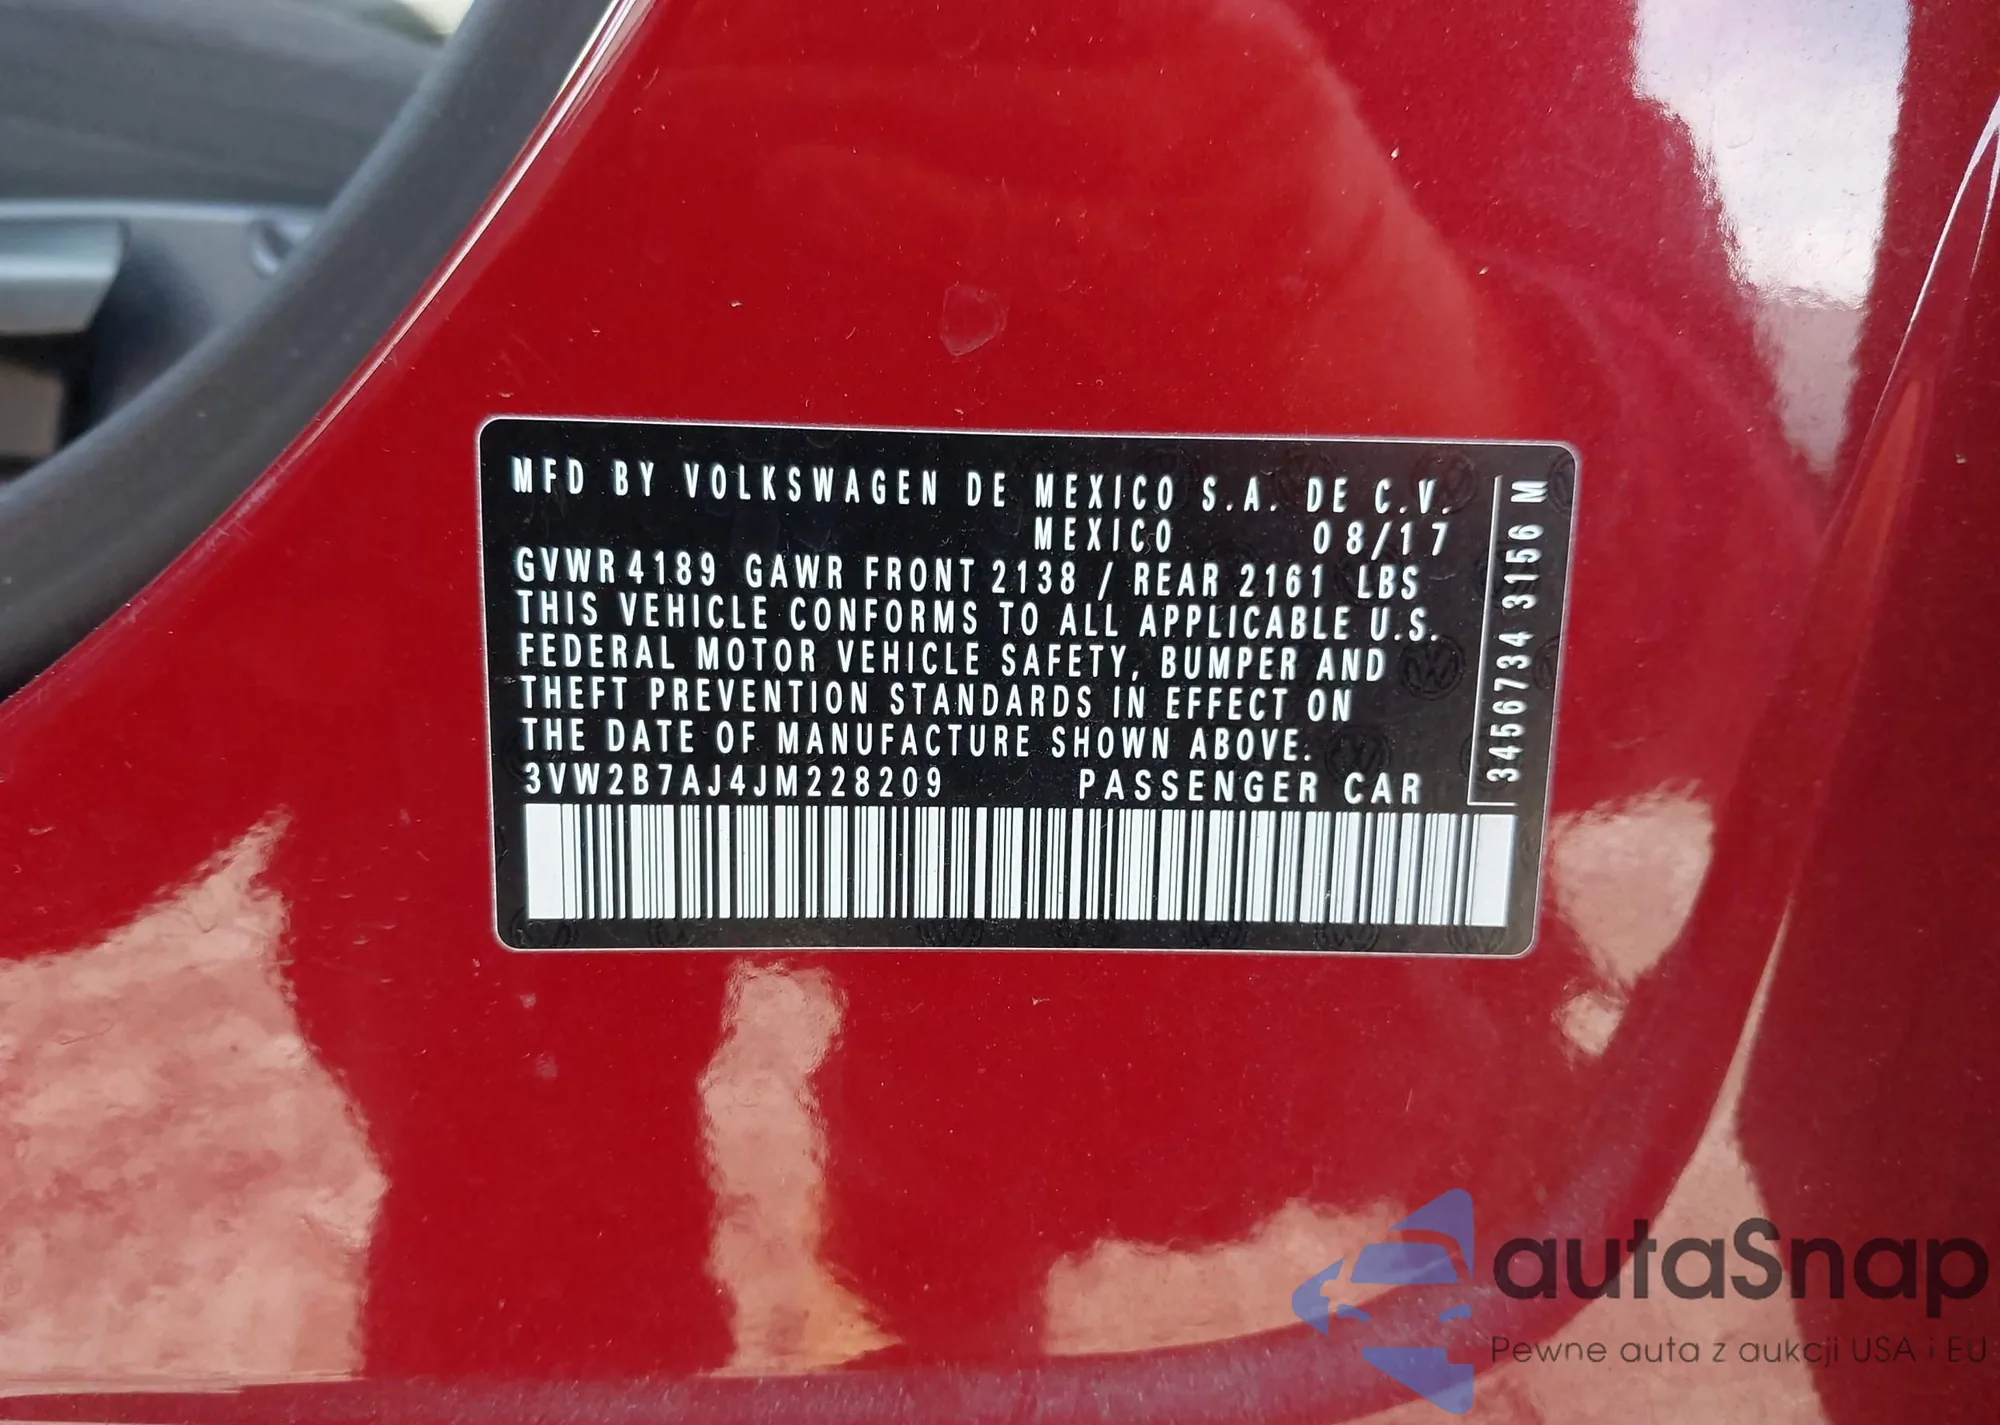 MFD BY VOLKSWAGEN DE MEXICO S.A. DE C.V.
MEXICO 08/17
GVWR 4189 GAWR FRONT 2138 / REAR 2161 LBS
THIS VEHICLE CONFORMS TO ALL APPLICABLE U.S.
FEDERAL MOTOR VEHICLE SAFETY, BUMPER AND
THEFT PREVENTION STANDARDS IN EFFECT ON
THE DATE OF MANUFACTURE SHOWN ABOVE.
3VW2B7AJ4JM228209 PASSENGER CAR
3456734 3156 M
autaSnap
Pewne auta z aukcji USA i EU